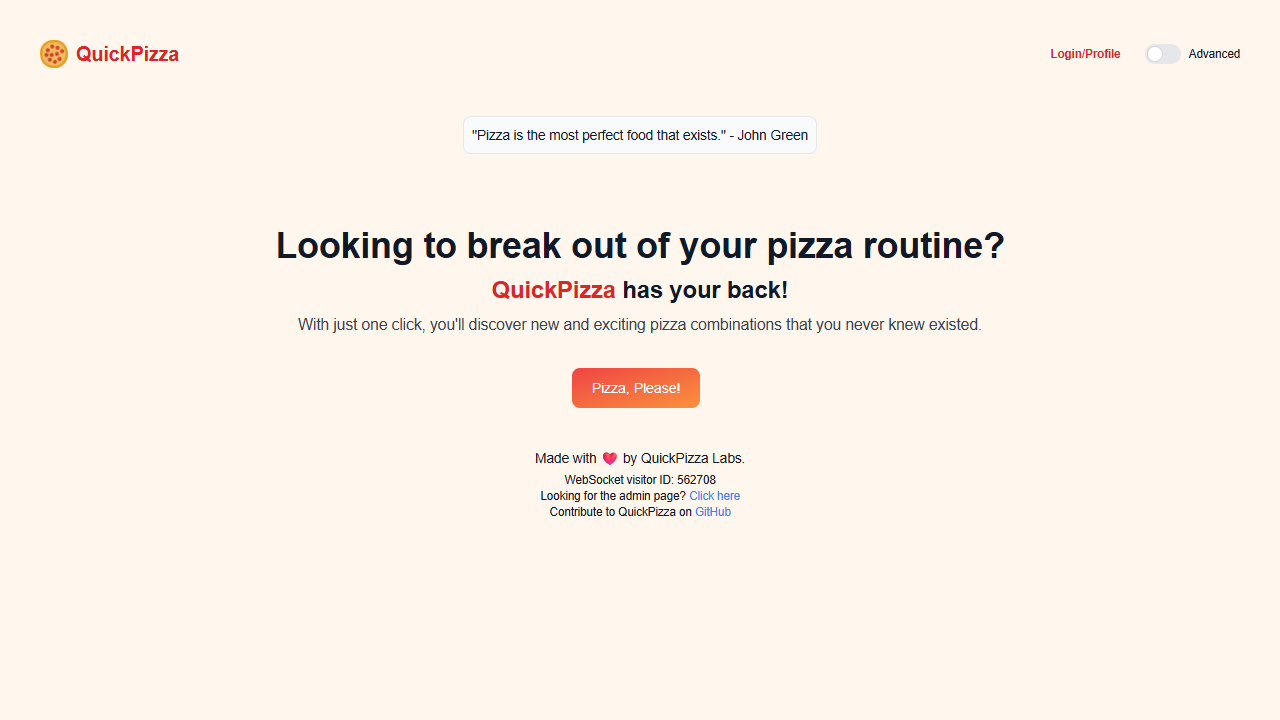 QuickPizza
Login/Profile
Advanced
"Pizza is the most perfect food that exists." - John Green
Looking to break out of your pizza routine?
QuickPizza has your back!
With just one click, you'll discover new and exciting pizza combinations that you never knew existed.
Pizza, Please!
Made with ❤️ by QuickPizza Labs.
WebSocket visitor ID: 562708
Looking for the admin page? Click here
Contribute to QuickPizza on GitHub